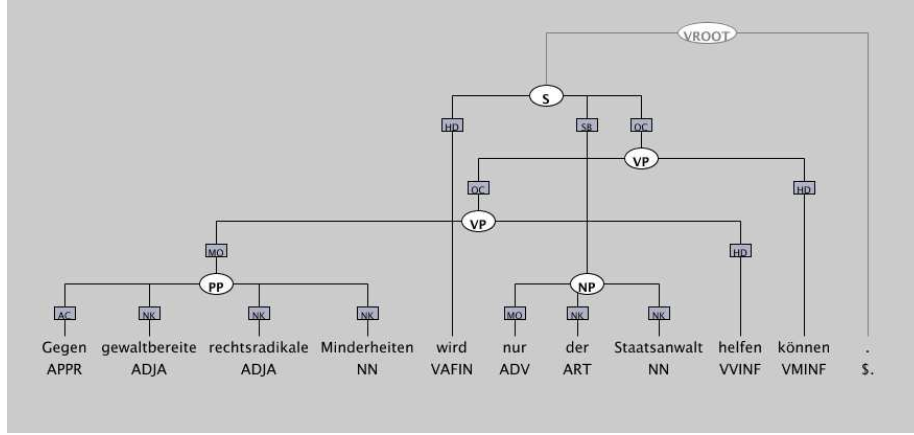 VROOT
S
HD SB OC
VP
OC HD
VP
MO HD
PP NP
AC NK NK NK MO NK NK
Gegen gewaltbereite rechtsradikale Minderheiten wird nur der Staatsanwalt helfen können .
APPR ADJA ADJA NN VAFIN ADV ART NN VVINF VMINF $.